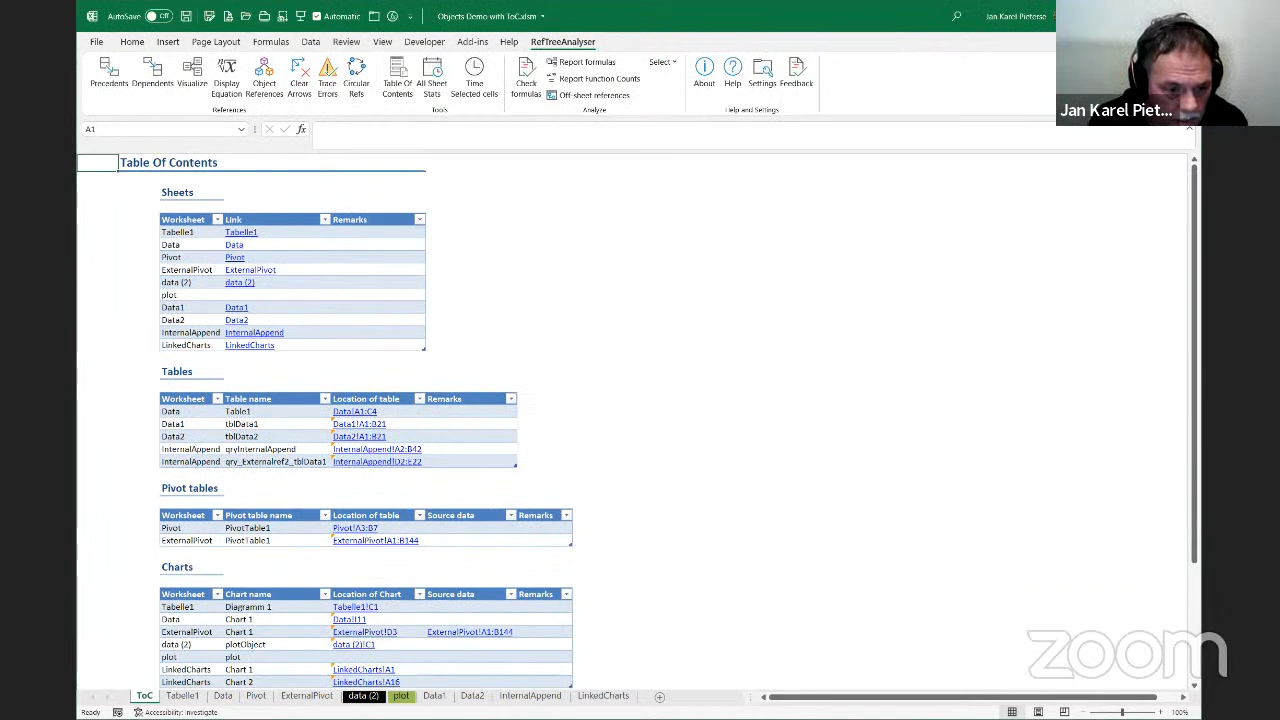 AutoSave Off Automatic Objects Demo with ToC.xlsm Jan Karel Pieterse
File Home Insert Page Layout Formulas Data Review View Developer Add-ins Help RefTreeAnalyser
Precedents Dependents Visualize Display Equation Object References Clear Arrows Trace Errors Circular Refs
References
Table Of Contents All Sheet Stats Time Selected cells
Tools
Check formulas Report formulas Select
Report Function Counts
Off-sheet references
Analyze
About Help Settings Feedback
Help and Settings
Jan Karel Piet...
A1
Table Of Contents
Sheets
Worksheet Link Remarks
Tabelle1 Tabelle1
Data Data
Pivot Pivot
ExternalPivot ExternalPivot
data (2) data (2)
plot
Data1 Data1
Data2 Data2
InternalAppend InternalAppend
LinkedCharts LinkedCharts
Tables
Worksheet Table name Location of table Remarks
Data Table1 Data!A1:C4
Data1 tblData1 Data1!A1:B21
Data2 tblData2 Data2!A1:B21
InternalAppend qryInternalAppend InternalAppend!A2:B42
InternalAppend qry_Externalref2_tblData1 InternalAppend!D2:E22
Pivot tables
Worksheet Pivot table name Location of table Source data Remarks
Pivot PivotTable1 Pivot!A3:B7
ExternalPivot PivotTable1 ExternalPivot!A1:B144
Charts
Worksheet Chart name Location of Chart Source data Remarks
Tabelle1 Diagramm 1 Tabelle1!C1
Data Chart 1 Data!I11
ExternalPivot Chart 1 ExternalPivot!D3 ExternalPivot!A1:B144
data (2) plotObject data (2)!C1
plot plot
LinkedCharts Chart 1 LinkedCharts!A1
LinkedCharts Chart 2 LinkedCharts!A16
zoom
ToC Tabelle1 Data Pivot ExternalPivot data (2) plot Data1 Data2 InternalAppend LinkedCharts
Ready Accessibility: Investigate 100%